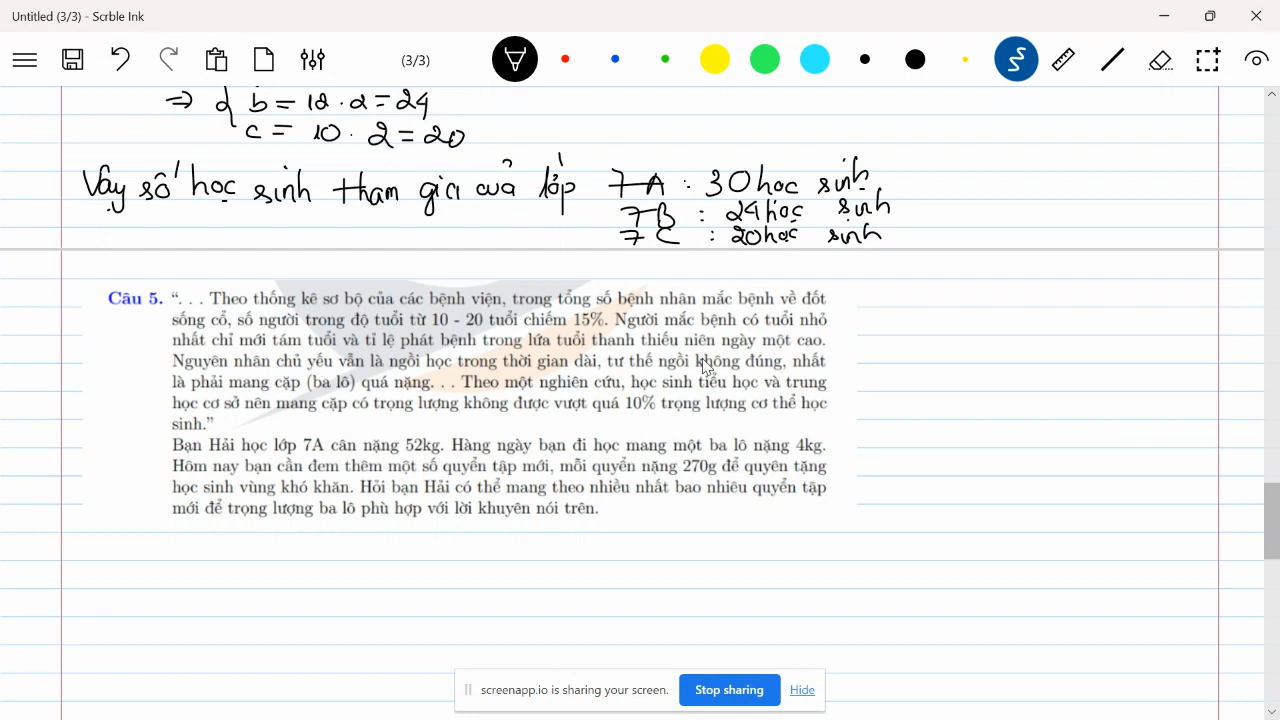 Untitled (3/3) - Scrble Ink
(3/3)
⇒ { b = 12 . 2 = 24
c = 10 . 2 = 20
Vậy số học sinh tham gia của lớp 7A : 30 học sinh
7B : 24 học sinh
7C : 20 học sinh
Câu 5. “. . . Theo thống kê sơ bộ của các bệnh viện, trong tổng số bệnh nhân mắc bệnh về đốt
sống cổ, số người trong độ tuổi từ 10 - 20 tuổi chiếm 15%. Người mắc bệnh có tuổi nhỏ
nhất chỉ mới tám tuổi và tỉ lệ phát bệnh trong lứa tuổi thanh thiếu niên ngày một cao.
Nguyên nhân chủ yếu vẫn là ngồi học trong thời gian dài, tư thế ngồi không đúng, nhất
là phải mang cặp (ba lô) quá nặng. . . Theo một nghiên cứu, học sinh tiểu học và trung
học cơ sở nên mang cặp có trọng lượng không được vượt quá 10% trọng lượng cơ thể học
sinh.”
Bạn Hải học lớp 7A cân nặng 52kg. Hàng ngày bạn đi học mang một ba lô nặng 4kg.
Hôm nay bạn cần đem thêm một số quyển tập mới, mỗi quyển nặng 270g để quyên tặng
học sinh vùng khó khăn. Hỏi bạn Hải có thể mang theo nhiều nhất bao nhiêu quyển tập
mới để trọng lượng ba lô phù hợp với lời khuyên nói trên.
screenapp.io is sharing your screen. Stop sharing Hide